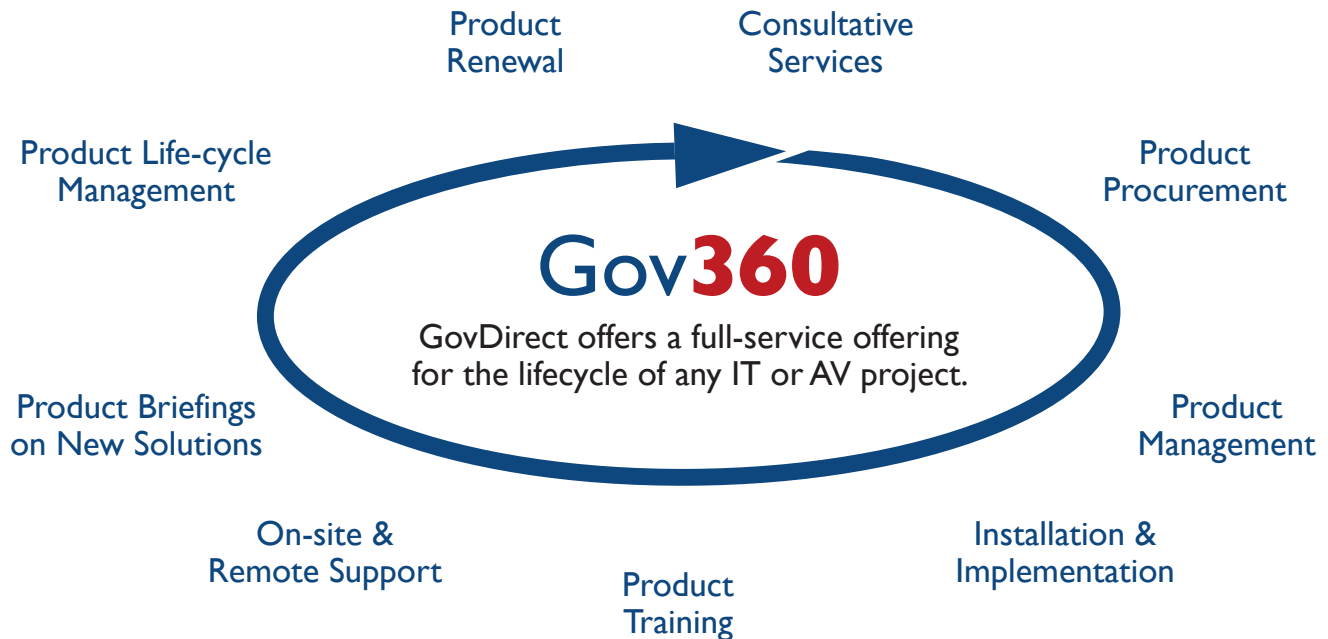 Product
Renewal
Consultative
Services
Product Life-cycle
Management
Product
Procurement
Gov360
GovDirect offers a full-service offering
for the lifecycle of any IT or AV project.
Product Briefings
on New Solutions
Product
Management
On-site &
Remote Support
Installation &
Implementation
Product
Training